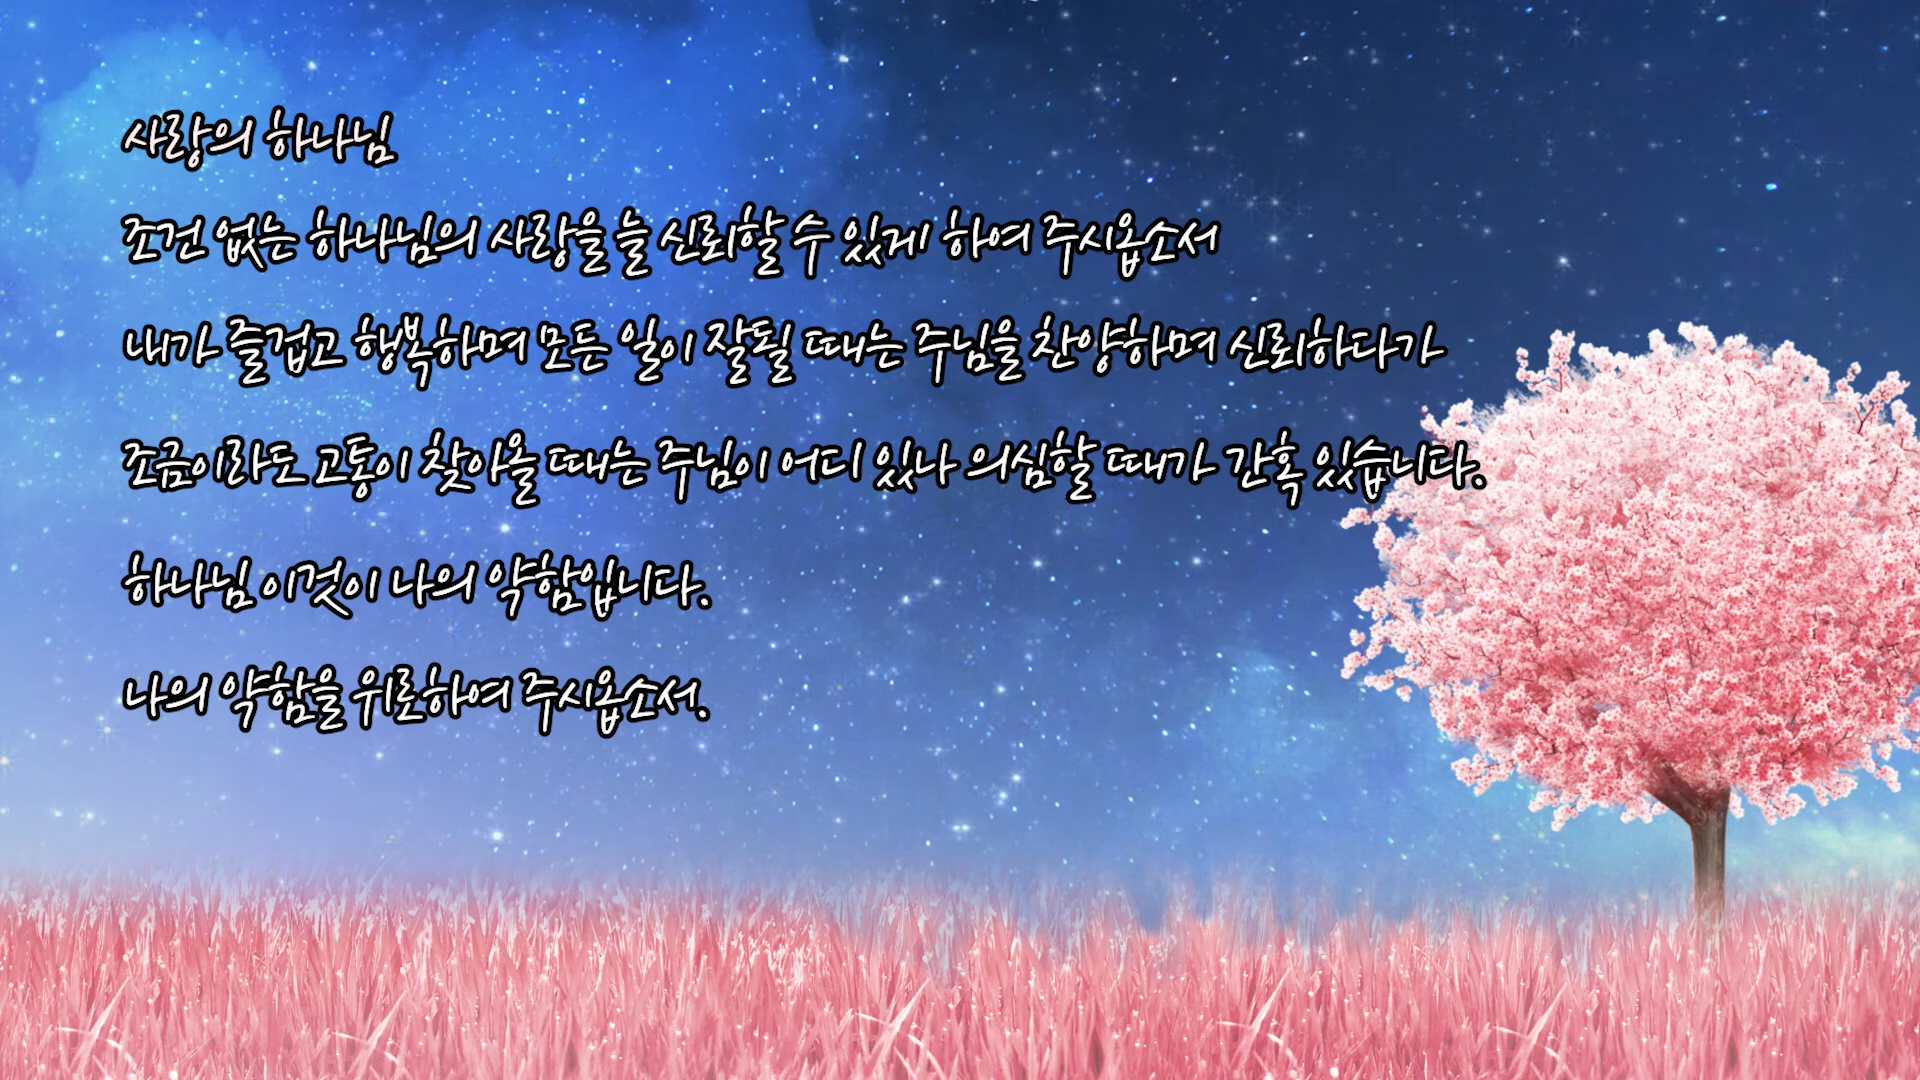 사랑의 하나님
조건 없는 하나님의 사랑을 늘 신뢰할 수 있게 하여 주시옵소서
내가 즐겁고 행복하며 모든 일이 잘될 때는 주님을 찬양하며 신뢰하다가
조금이라도 고통이 찾아올 때는 주님이 어디 있나 의심할 때가 간혹 있습니다.
하나님 이것이 나의 약함입니다.
나의 약함을 위로하여 주시옵소서.